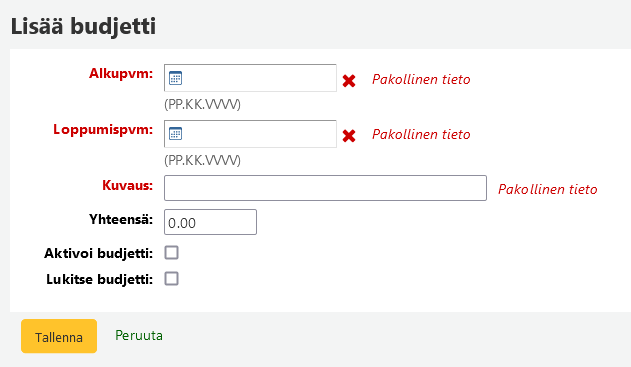 Lisää budjetti
Alkupvm: Pakollinen tieto
(PP.KK.VVVV)
Loppumispvm: Pakollinen tieto
(PP.KK.VVVV)
Kuvaus: Pakollinen tieto
Yhteensä: 0.00
Aktivoi budjetti:
Lukitse budjetti:
Tallenna Peruuta